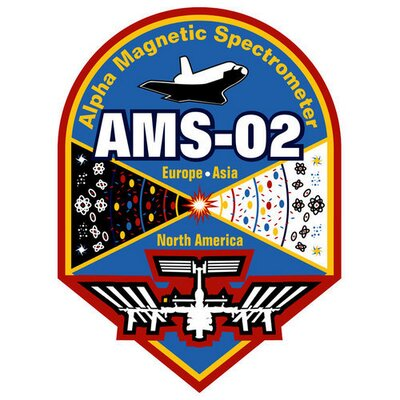 Alpha Magnetic Spectrometer
AMS-02
Europe • Asia
North America